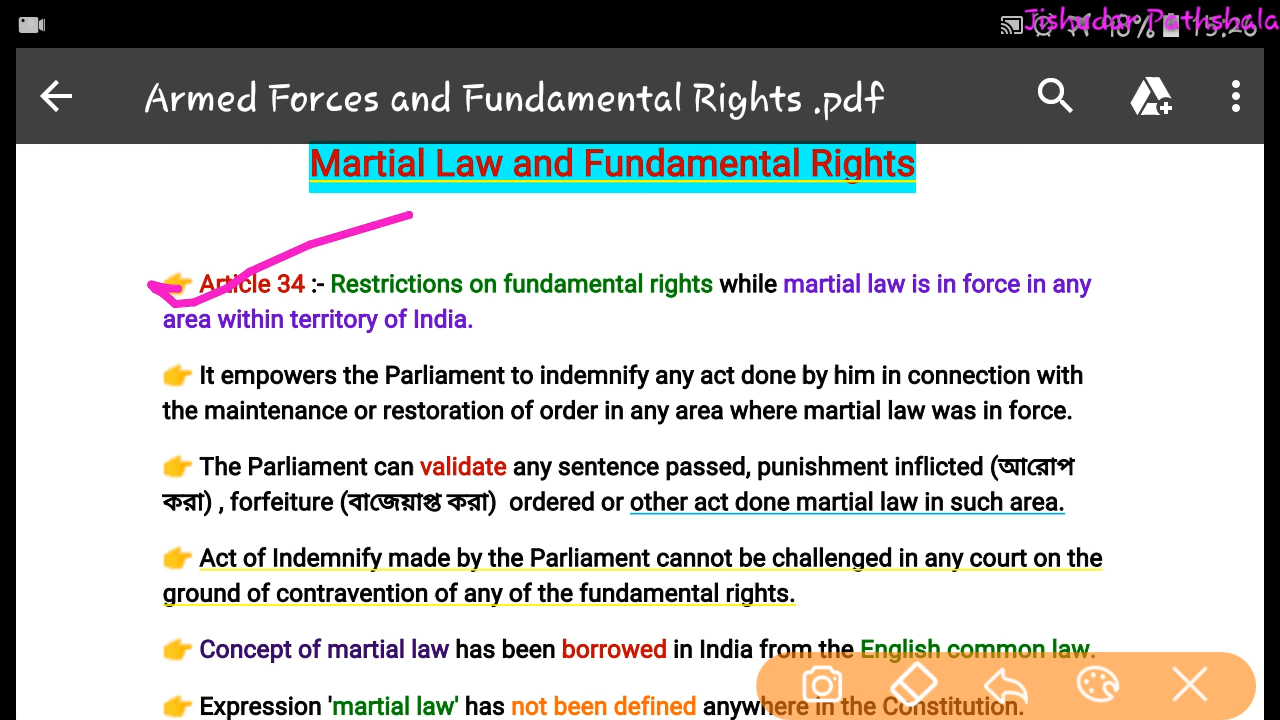 Jishudar Pathshala
98% 15:26
Armed Forces and Fundamental Rights .pdf
Martial Law and Fundamental Rights
👉 Article 34 :- Restrictions on fundamental rights while martial law is in force in any
area within territory of India.
👉 It empowers the Parliament to indemnify any act done by him in connection with
the maintenance or restoration of order in any area where martial law was in force.
👉 The Parliament can validate any sentence passed, punishment inflicted (আরোপ
করা) , forfeiture (বাজেয়াপ্ত করা) ordered or other act done martial law in such area.
👉 Act of Indemnify made by the Parliament cannot be challenged in any court on the
ground of contravention of any of the fundamental rights.
👉 Concept of martial law has been borrowed in India from the English common law.
👉 Expression 'martial law' has not been defined anywhere in the Constitution.